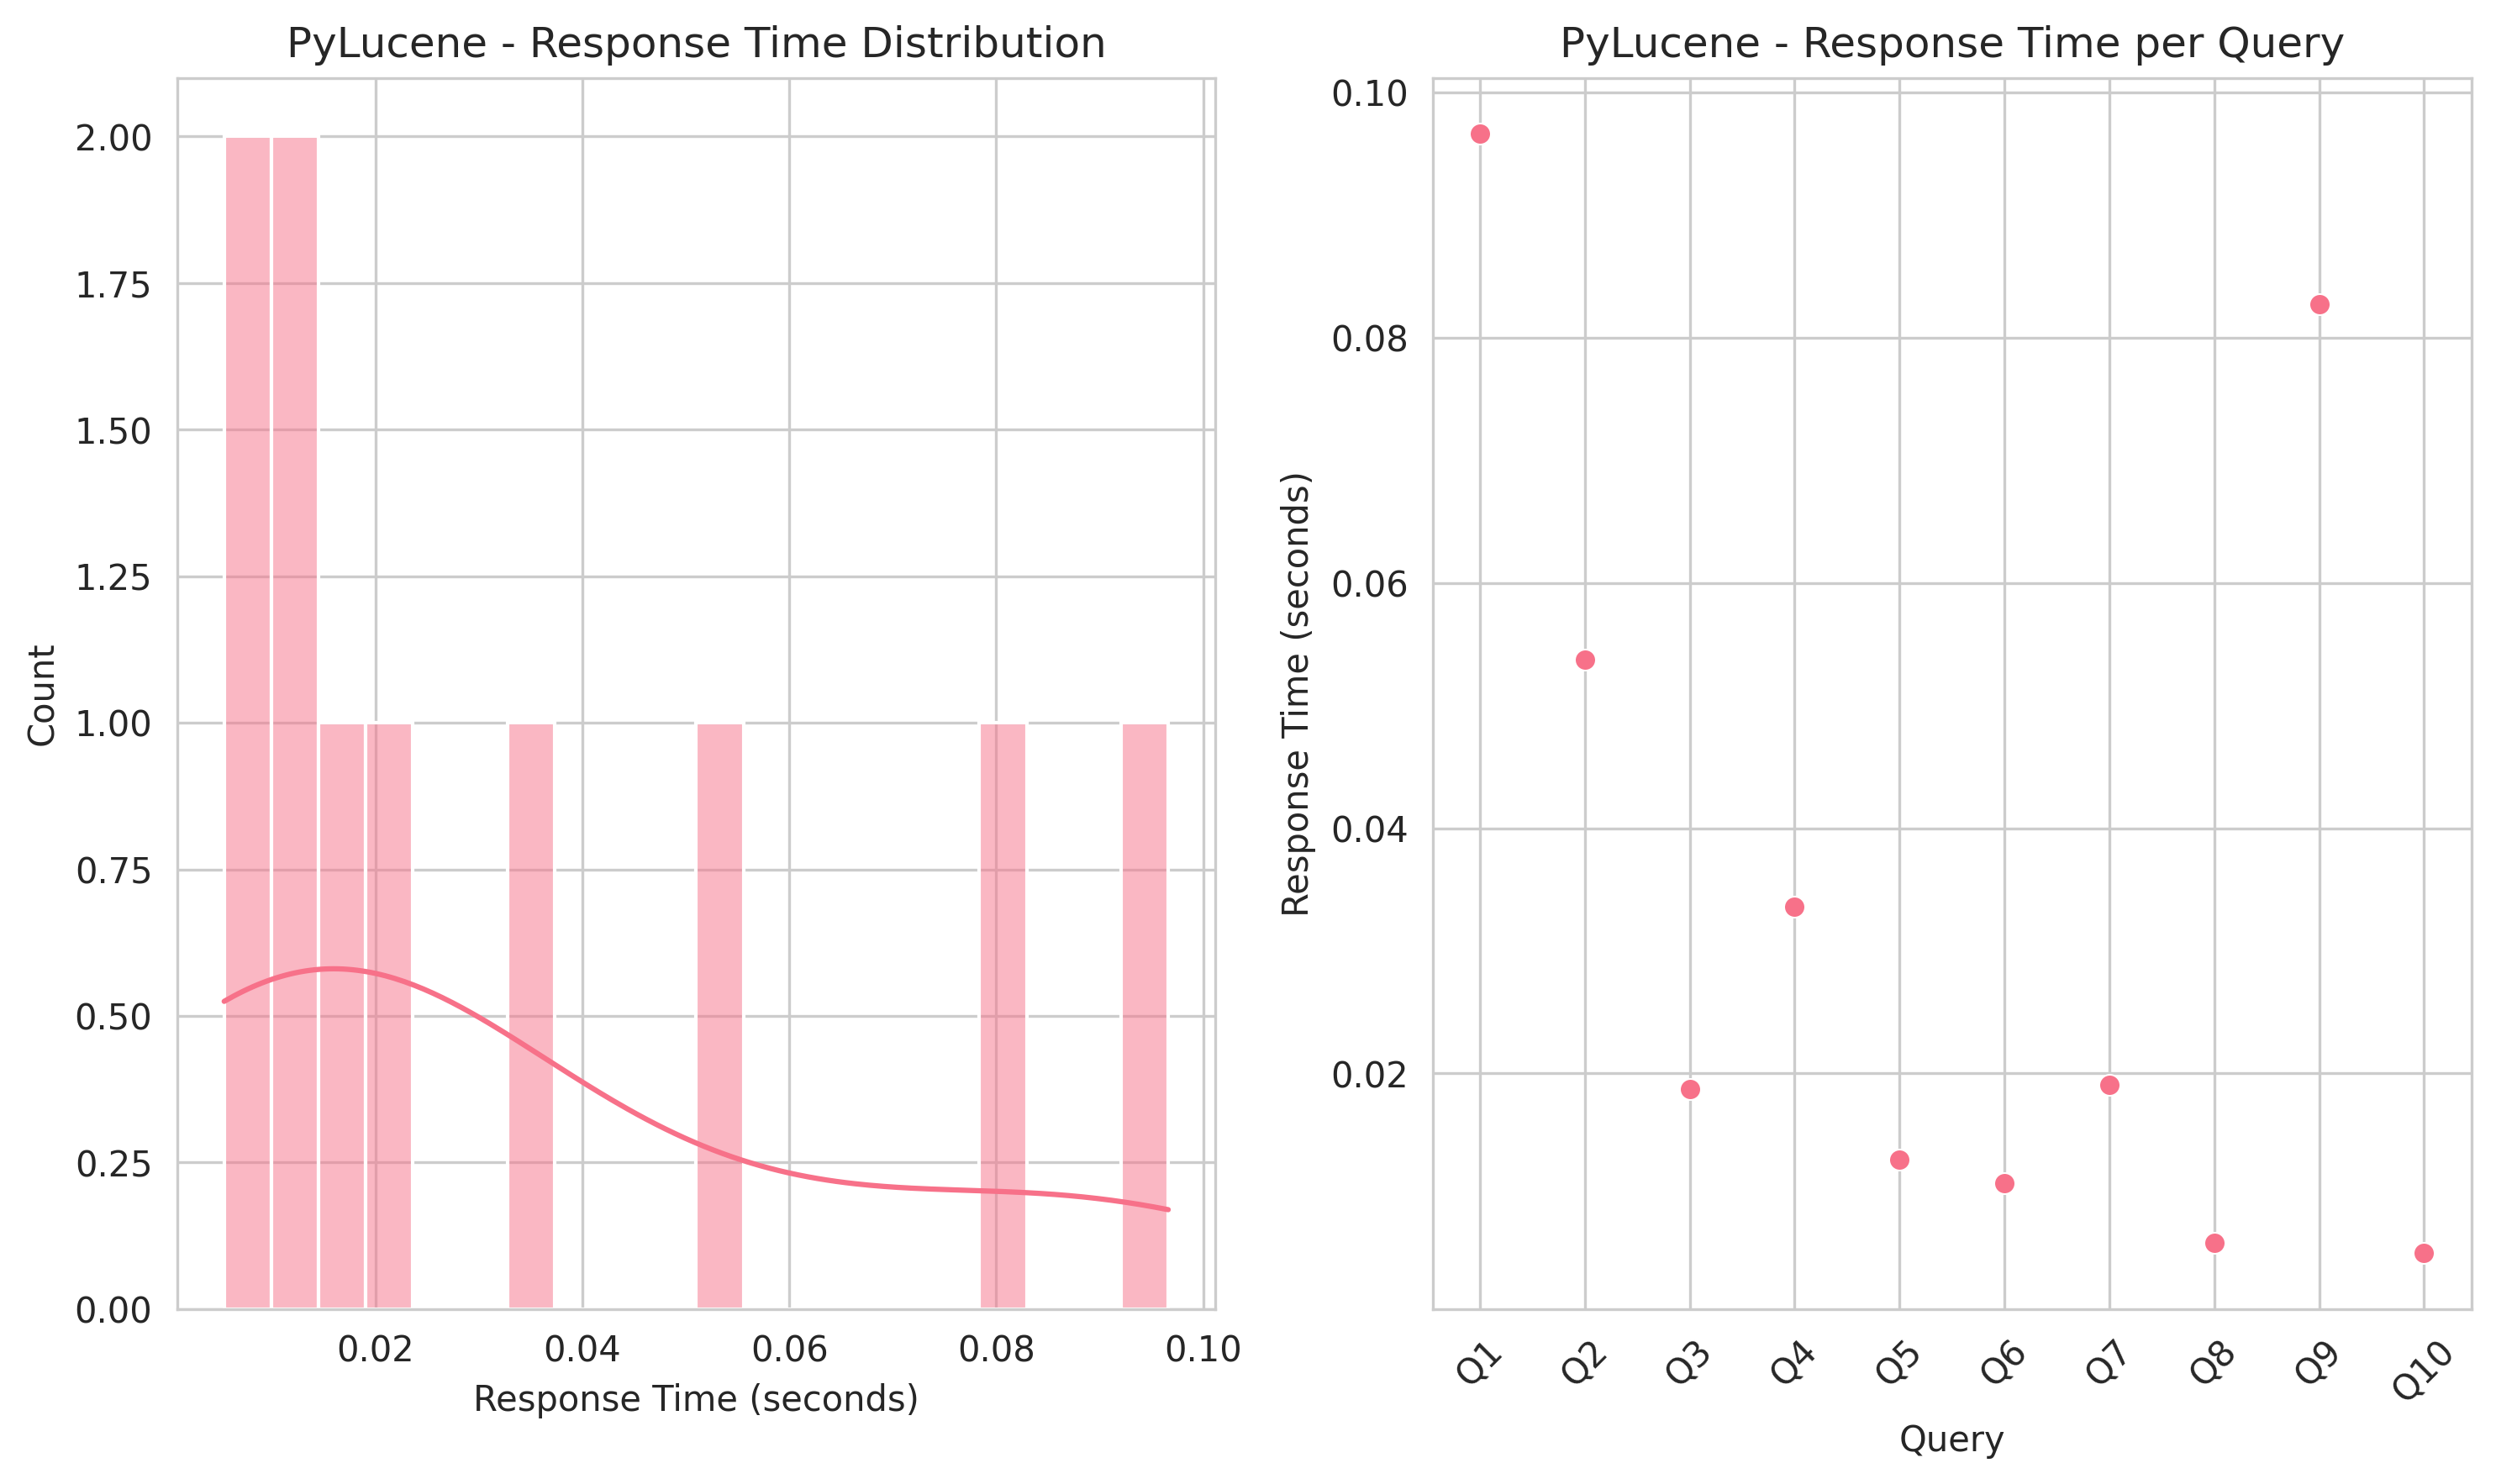 PyLucene - Response Time Distribution
2.00
1.75
1.50
1.25
1.00
0.75
0.50
0.25
0.00
Count
0.02 0.04 0.06 0.08 0.10
Response Time (seconds)
PyLucene - Response Time per Query
0.10
0.08
0.06
0.04
0.02
Response Time (seconds)
Q1 Q2 Q3 Q4 Q5 Q6 Q7 Q8 Q9 Q10
Query